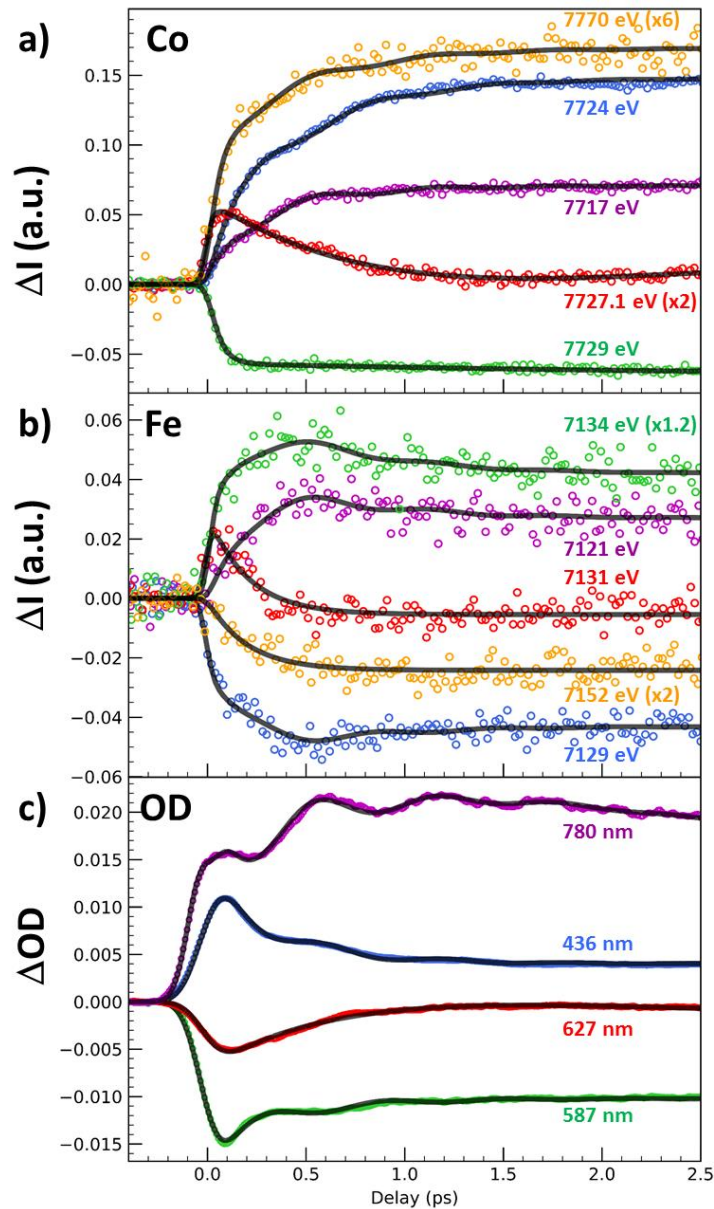 a) Co
7770 eV (x6)
7724 eV
7717 eV
7727.1 eV (x2)
7729 eV
ΔI (a.u.)
0.15
0.10
0.05
0.00
−0.05
b) Fe
7134 eV (x1.2)
7121 eV
7131 eV
7152 eV (x2)
7129 eV
ΔI (a.u.)
0.06
0.04
0.02
0.00
−0.02
−0.04
−0.06
c) OD
780 nm
436 nm
627 nm
587 nm
ΔOD
0.020
0.015
0.010
0.005
0.000
−0.005
−0.010
−0.015
0.0 0.5 1.0 1.5 2.0 2.5
Delay (ps)